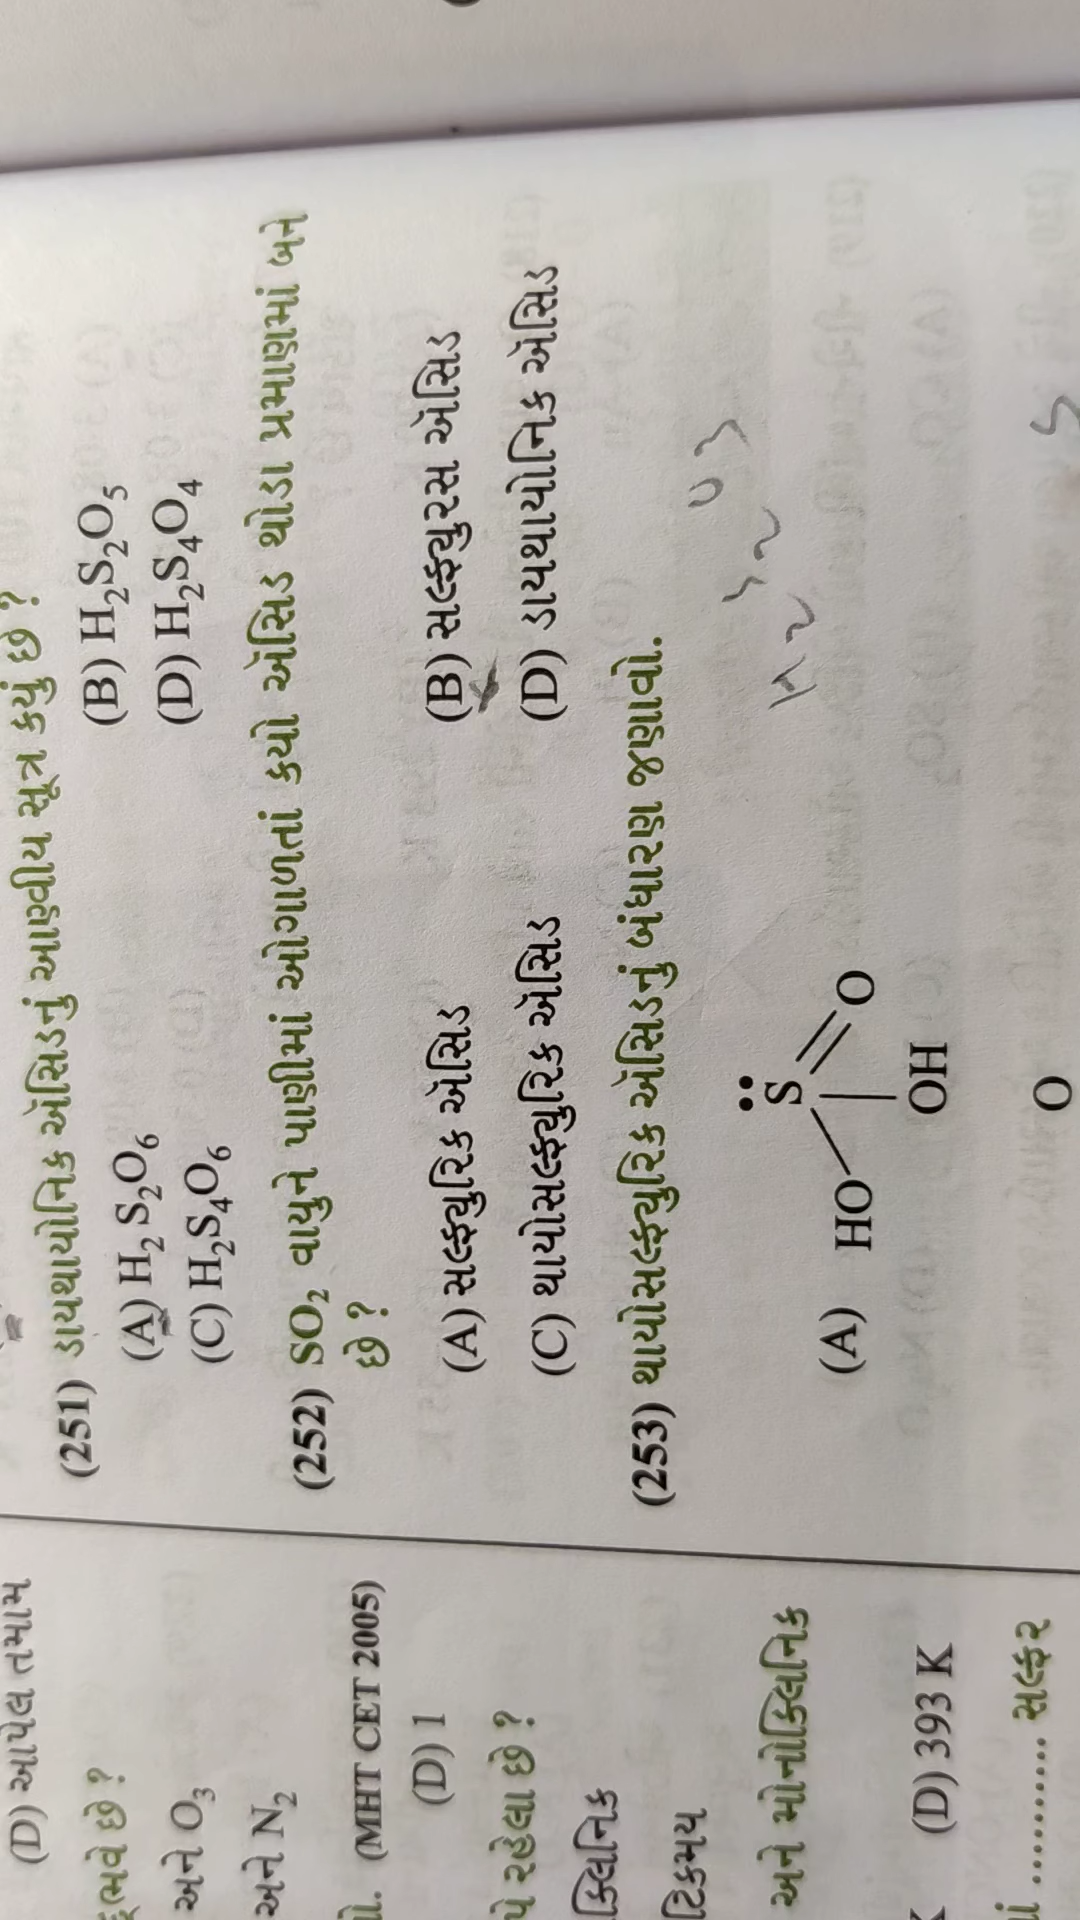 (D) આપેલ તમામ
ભવે છે ?
અને O₃
અને N₂
. (MHT CET 2005)
(D) 1
પે રહેલા છે ?
ક્લિનિક
ટિકમય
અને મોનોક્લિનિક
(D) 393 K
.......... સલ્ફર
(251) ડાયથાયોનિક ઍસિડનું આણ્વીય સૂત્ર કયું છે ?
(A) H₂S₂O₆ (B) H₂S₂O₅
(C) H₂S₄O₆ (D) H₂S₄O₄
(252) SO₂ વાયુને પાણીમાં ઓગાળતાં કયો ઍસિડ થોડા પ્રમાણમાં બને
છે ?
(A) સલ્ફ્યુરિક ઍસિડ (B) સલ્ફ્યુરસ ઍસિડ
(C) થાયોસલ્ફ્યુરિક ઍસિડ (D) ડાયથાયોનિક ઍસિડ
(253) થાયોસલ્ફ્યુરિક ઍસિડનું બંધારણ જણાવો.
S
(A) HO O
OH
O